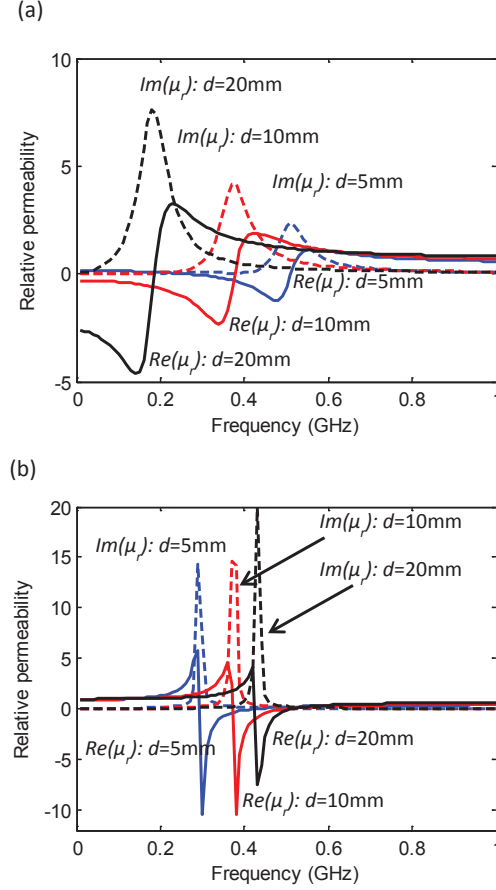 (a)
10
Im(μr): d=20mm
Im(μr): d=10mm
Im(μr): d=5mm
5
Relative permeability
0
Re(μr): d=5mm
Re(μr): d=10mm
Re(μr): d=20mm
-5
0 0.2 0.4 0.6 0.8 1
Frequency (GHz)
(b)
20
Im(μr): d=10mm
Im(μr): d=5mm
15
Im(μr): d=20mm
10
Relative permeability
5
0
Re(μr): d=5mm
Re(μr): d=20mm
-5
Re(μr): d=10mm
-10
0 0.2 0.4 0.6 0.8 1
Frequency (GHz)